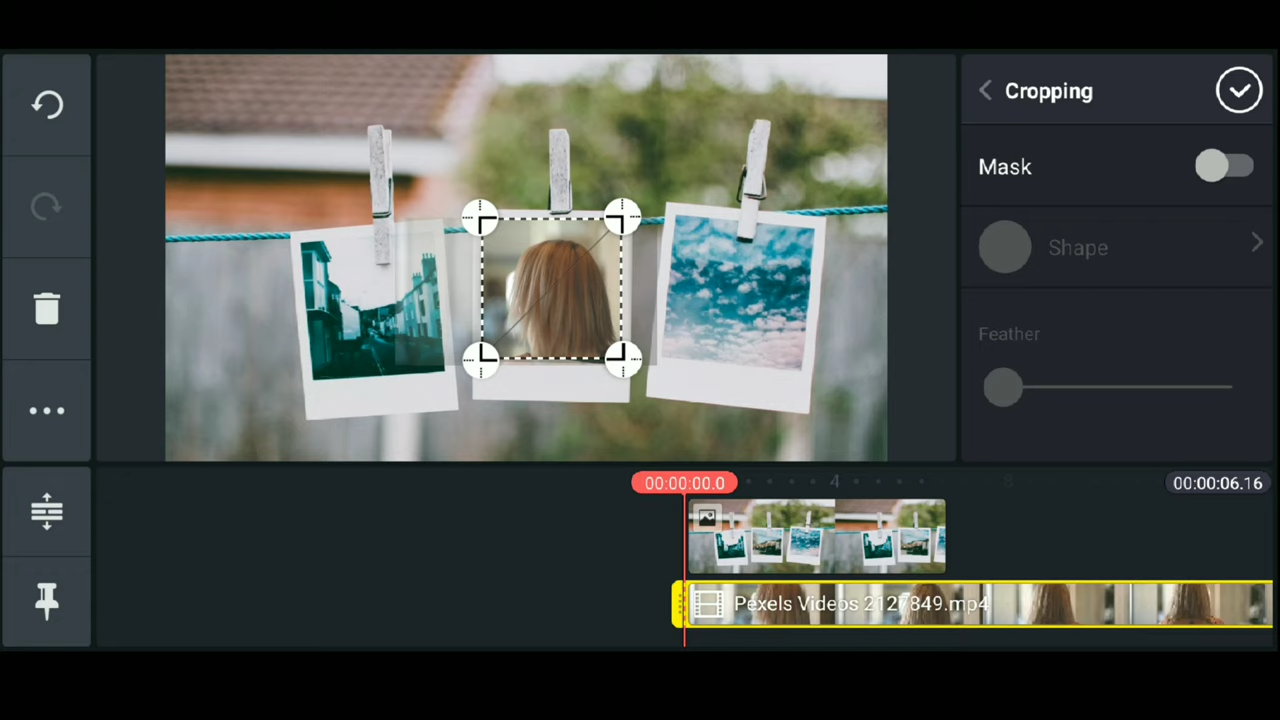 Cropping
Mask
Shape
Feather
00:00:00.0
4
8
00:00:06.16
Pexels Videos 2127849.mp4